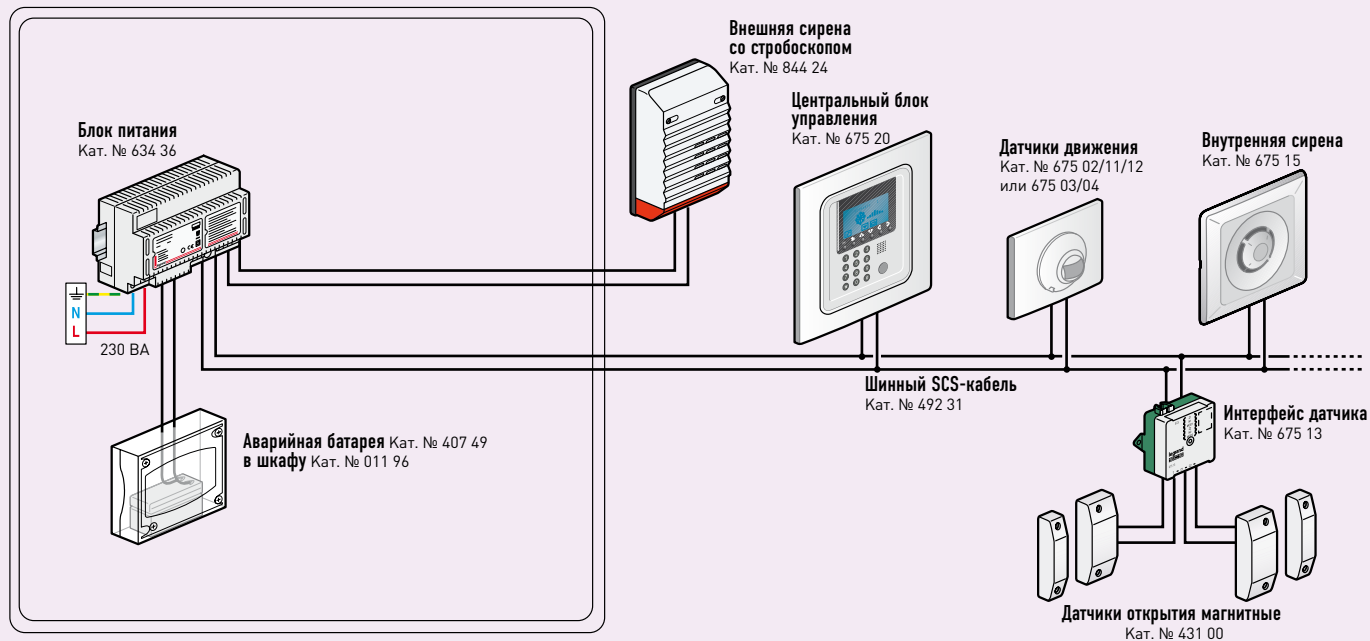 Внешняя сирена
со стробоскопом
Кат. № 844 24
Блок питания
Кат. № 634 36
Центральный блок
управления
Кат. № 675 20
Датчики движения
Кат. № 675 02/11/12
или 675 03/04
Внутренняя сирена
Кат. № 675 15
N
L
230 ВА
Шинный SCS-кабель
Кат. № 492 31
Аварийная батарея Кат. № 407 49
в шкафу Кат. № 011 96
Интерфейс датчика
Кат. № 675 13
legrand
Датчики открытия магнитные
Кат. № 431 00